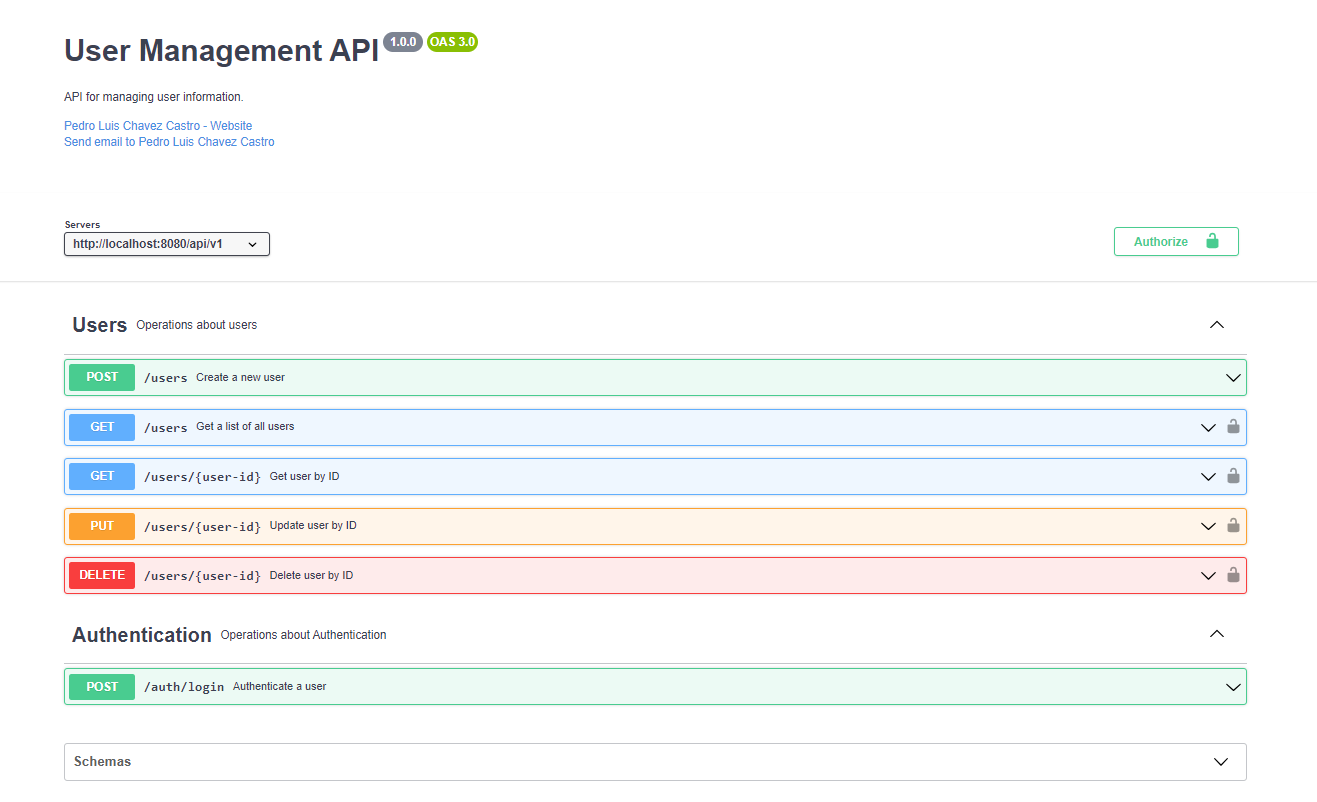 User Management API 1.0.0 OAS 3.0
API for managing user information.
Pedro Luis Chavez Castro - Website
Send email to Pedro Luis Chavez Castro
Servers
http://localhost:8080/api/v1
Authorize
Users Operations about users
POST /users Create a new user
GET /users Get a list of all users
GET /users/{user-id} Get user by ID
PUT /users/{user-id} Update user by ID
DELETE /users/{user-id} Delete user by ID
Authentication Operations about Authentication
POST /auth/login Authenticate a user
Schemas